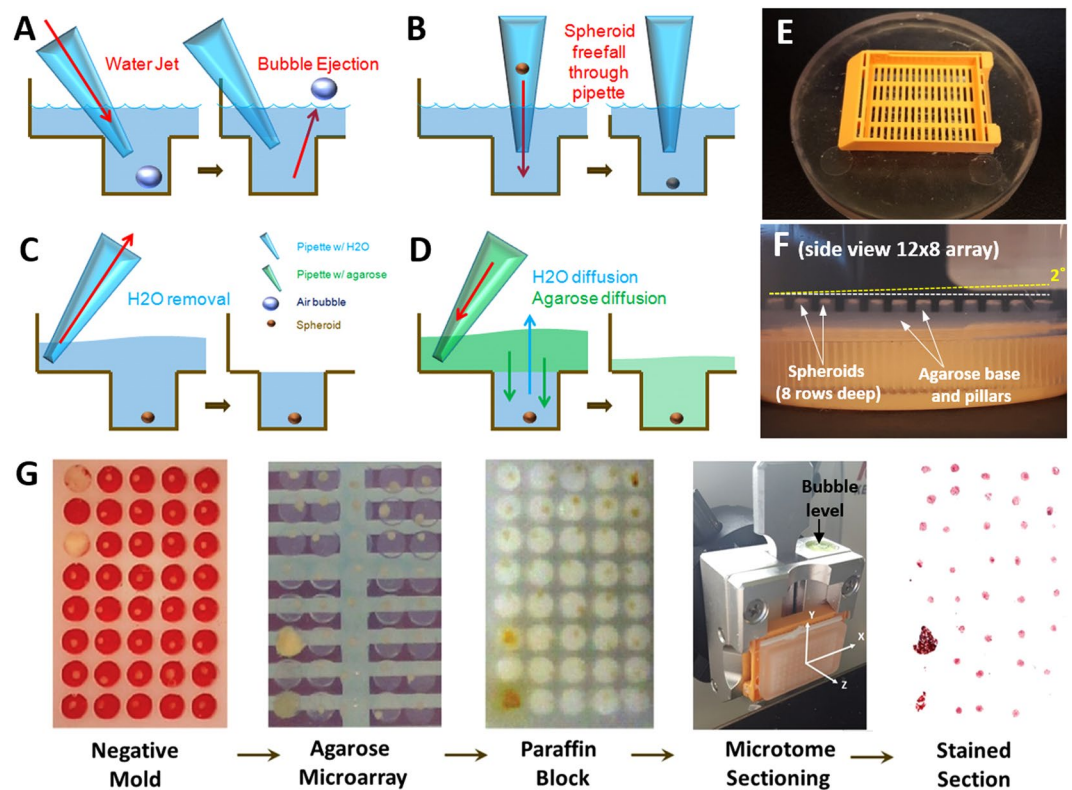 A
Water Jet
Bubble Ejection
B
Spheroid
freefall
through
pipette
E
C
H2O removal
Pipette w/ H2O
Pipette w/ agarose
Air bubble
Spheroid
D
H2O diffusion
Agarose diffusion
F (side view 12x8 array)
2°
Spheroids
(8 rows deep)
Agarose base
and pillars
G
Bubble
level
Y
X
Z
Negative
Mold
Agarose
Microarray
Paraffin
Block
Microtome
Sectioning
Stained
Section